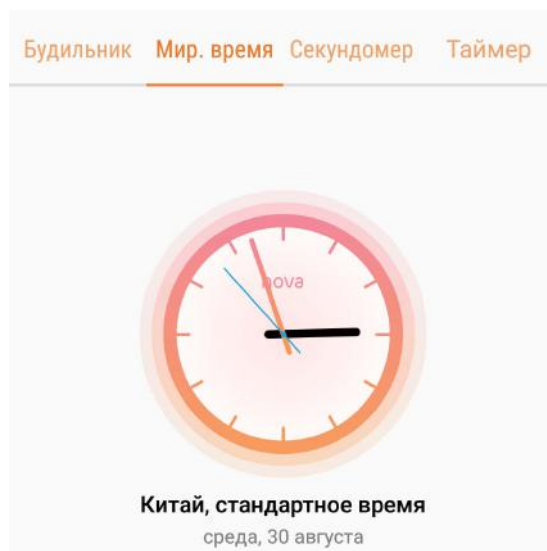 Будильник Мир. время Секундомер Таймер
nova
Китай, стандартное время
среда, 30 августа